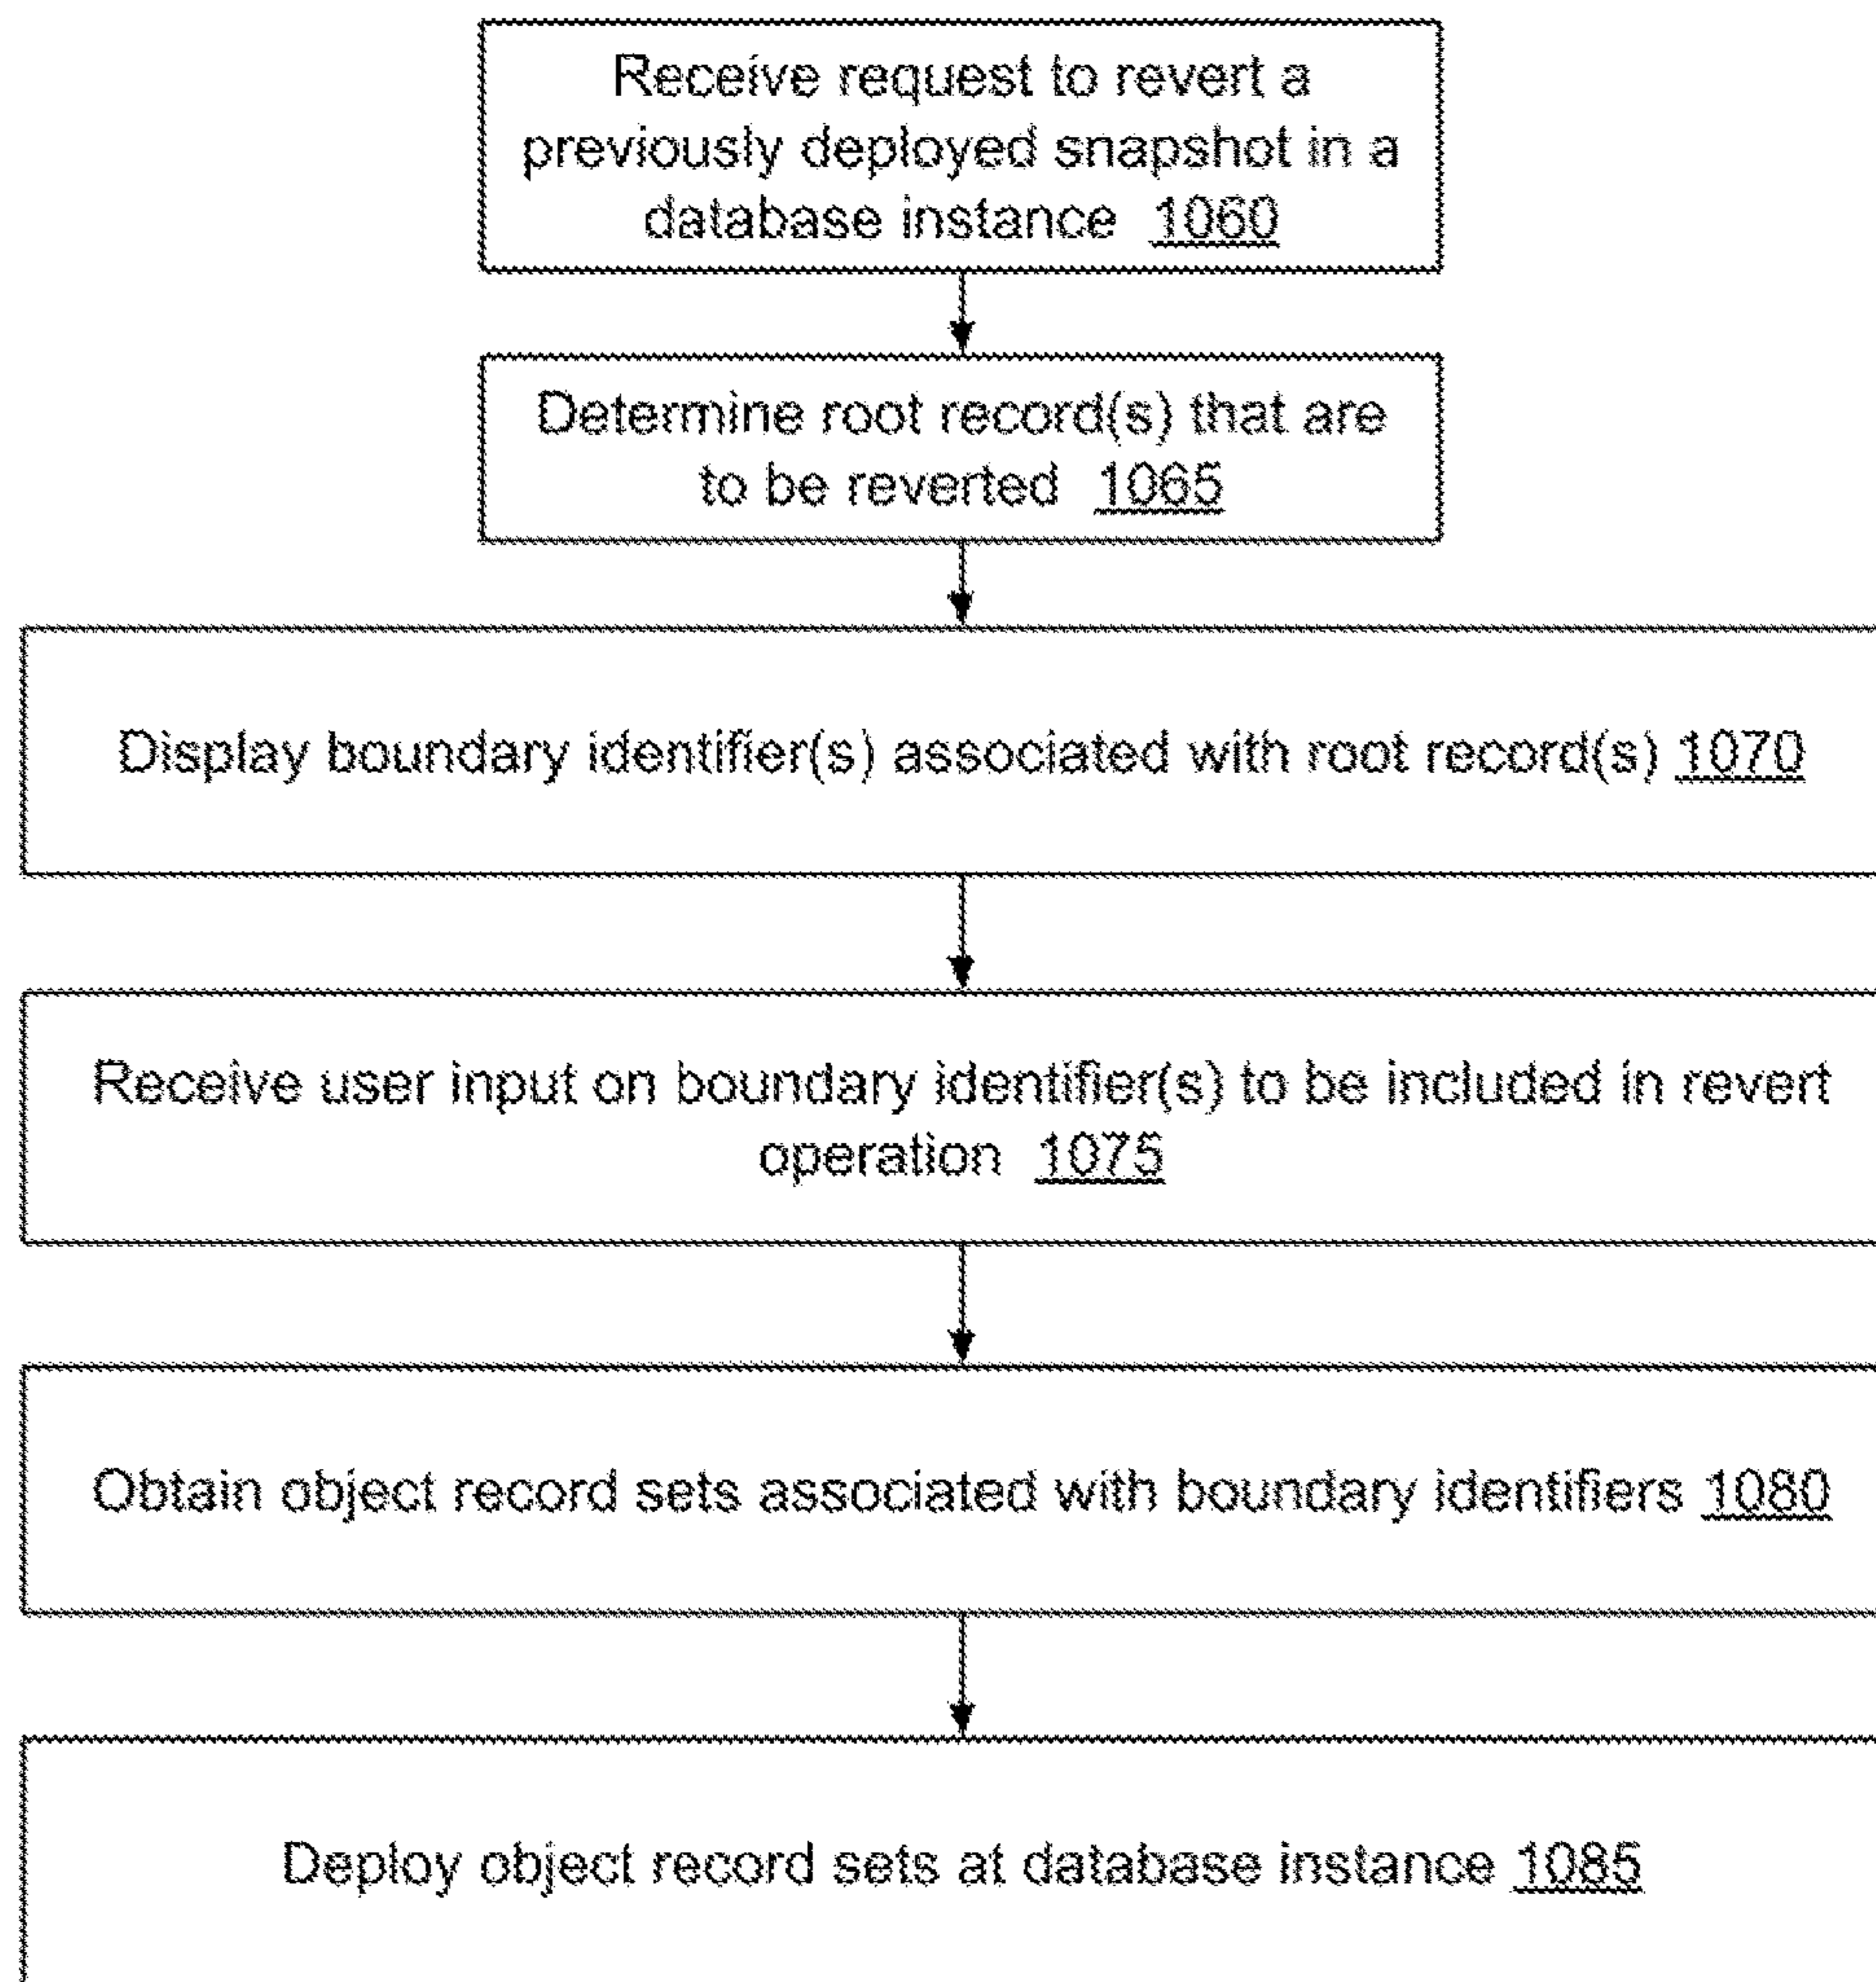 Receive request to revert a
previously deployed snapshot in a
database instance 1060
Determine root record(s) that are
to be reverted 1065
Display boundary identifier(s) associated with root record(s) 1070
Receive user input on boundary identifier(s) to be included in revert
operation 1075
Obtain object record sets associated with boundary identifiers 1080
Deploy object record sets at database instance 1085